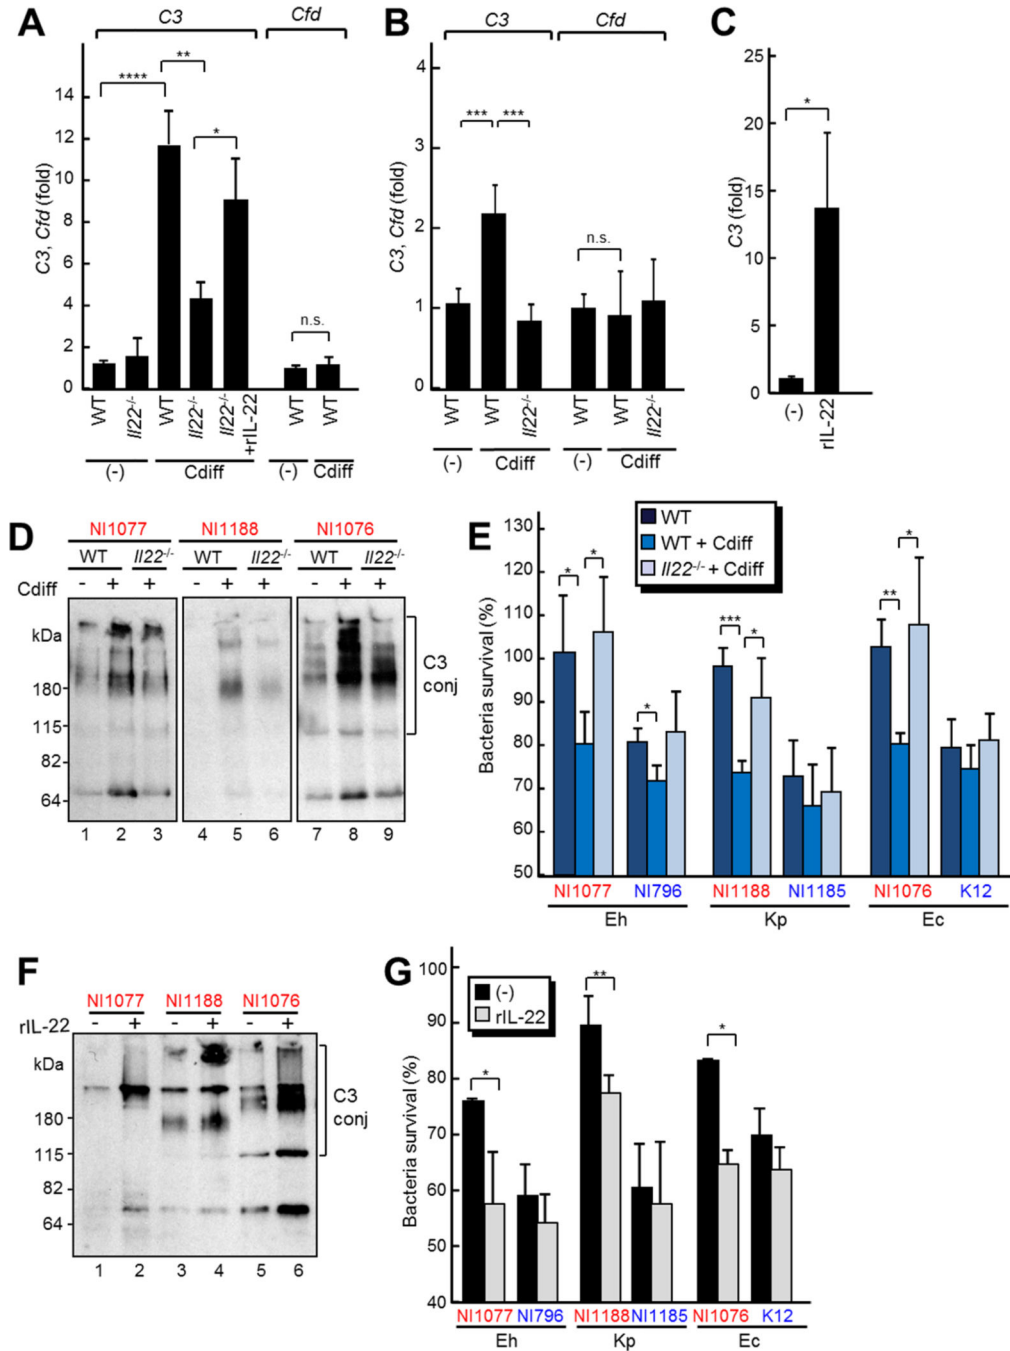 A
C3
Cfd
**
****
*
14
12
10
8
6
4
2
0
C3, Cfd (fold)
n.s.
WT
Il22-/-
WT
Il22-/-
Il22-/-
+rIL-22
WT
WT
(-)
Cdiff
(-)
Cdiff
B
C3
Cfd
4
3
2
1
0
C3, Cfd (fold)
***
***
n.s.
WT
WT
Il22-/-
WT
WT
Il22-/-
(-)
Cdiff
(-)
Cdiff
C
25
20
15
10
5
0
C3 (fold)
*
(-)
rIL-22
D
NI1077
NI1188
NI1076
WT
Il22-/-
WT
Il22-/-
WT
Il22-/-
Cdiff
- + +
- + +
- + +
kDa
180-
115-
82-
64-
C3
conj
1 2 3 4 5 6 7 8 9
E
WT
WT + Cdiff
Il22-/- + Cdiff
130
120
110
100
90
80
70
60
50
Bacteria survival (%)
*
*
*
***
*
**
*
NI1077
NI796
NI1188
NI1185
NI1076
K12
Eh
Kp
Ec
F
NI1077 NI1188 NI1076
rIL-22 - + - + - +
kDa
180-
115-
82-
64-
C3
conj
1 2 3 4 5 6
G
(-)
rIL-22
100
90
80
70
60
50
40
Bacteria survival (%)
*
**
*
NI1077 NI796 NI1188 NI1185 NI1076 K12
Eh
Kp
Ec